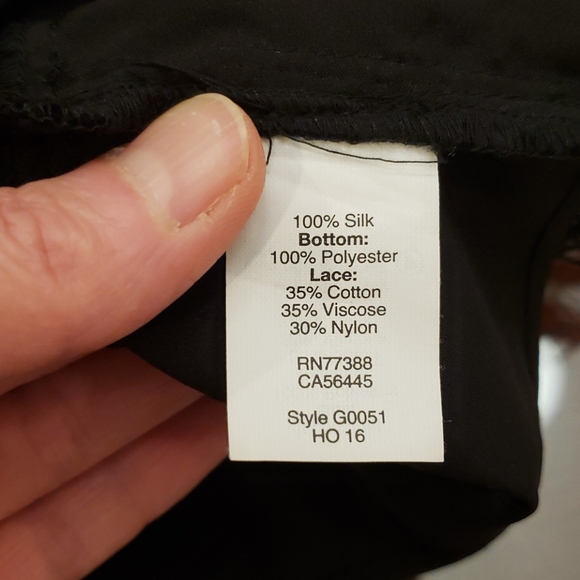 100% Silk
Bottom:
100% Polyester
Lace:
35% Cotton
35% Viscose
30% Nylon
RN77388
CA56445
Style G0051
HO 16